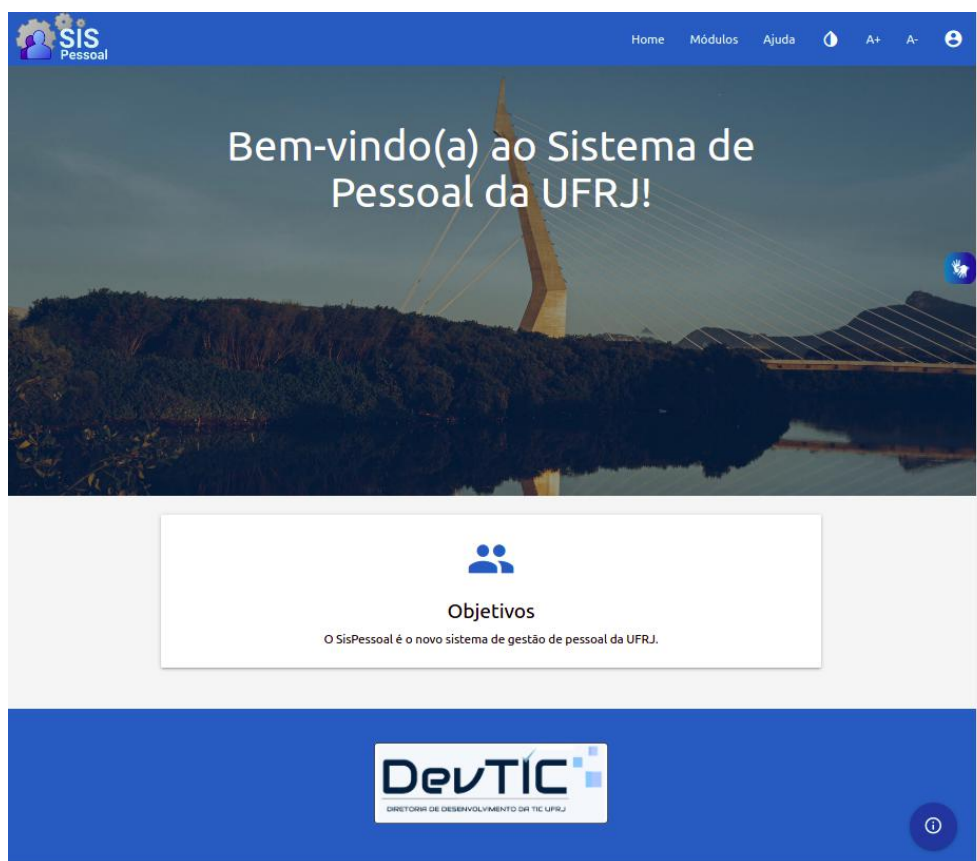 SIS
Pessoal
Home Módulos Ajuda A+ A-
Bem-vindo(a) ao Sistema de
Pessoal da UFRJ!
Objetivos
O SisPessoal é o novo sistema de gestão de pessoal da UFRJ.
DevTIC
DIRETORIA DE DESENVOLVIMENTO DA TIC UFRJ